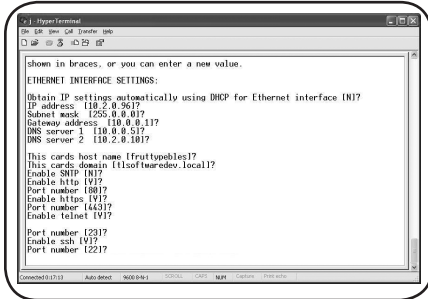 j - HyperTerminal
File Edit View Call Transfer Help
shown in braces, or you can enter a new value.
ETHERNET INTERFACE SETTINGS:
Obtain IP settings automatically using DHCP for Ethernet interface [N]?
IP address [10.2.0.96]?
Subnet mask [255.0.0.0]?
Gateway address [10.0.0.1]?
DNS server 1 [10.0.0.5]?
DNS server 2 [10.2.0.10]?
This cards host name [fruttypebles]?
This cards domain [tlsoftwaredev.local]?
Enable SNTP [N]?
Enable http [Y]?
Port number [80]?
Enable https [Y]?
Port number [443]?
Enable telnet [Y]?
Port number [23]?
Enable ssh [Y]?
Port number [22]?
Connected 0:17:13 Auto detect 9600 8-N-1 SCROLL CAPS NUM Capture Print echo